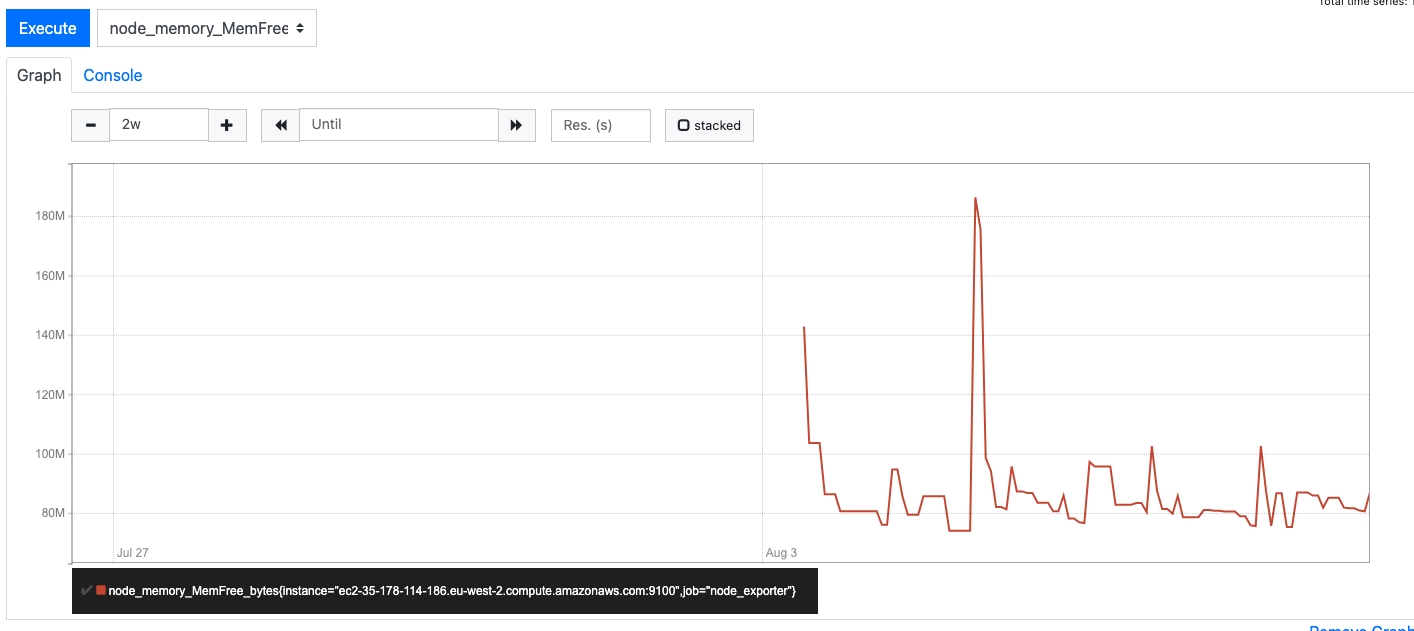 Total time series: 1
Execute
node_memory_MemFree
Graph
Console
2w
Until
Res. (s)
stacked
180M
160M
140M
120M
100M
80M
Jul 27
Aug 3
node_memory_MemFree_bytes{instance="ec2-35-178-114-186.eu-west-2.compute.amazonaws.com:9100",job="node_exporter"}
Remove Graph